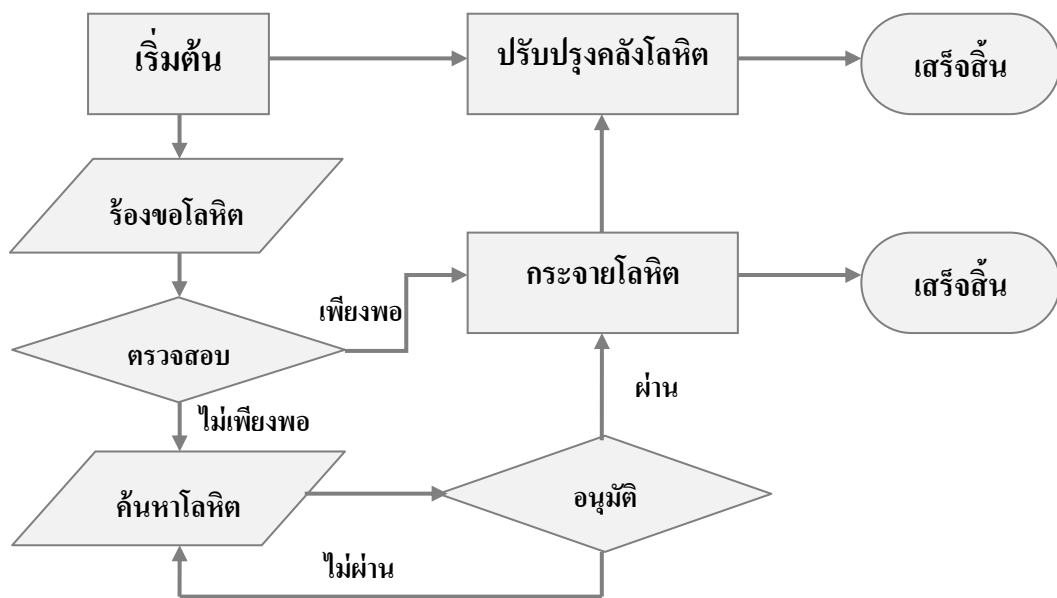 เริ่มต้น
ปรับปรุงคลังโลหิต
เสร็จสิ้น
ร้องขอโลหิต
กระจายโลหิต
เสร็จสิ้น
เพียงพอ
ตรวจสอบ
ผ่าน
ไม่เพียงพอ
ค้นหาโลหิต
อนุมัติ
ไม่ผ่าน